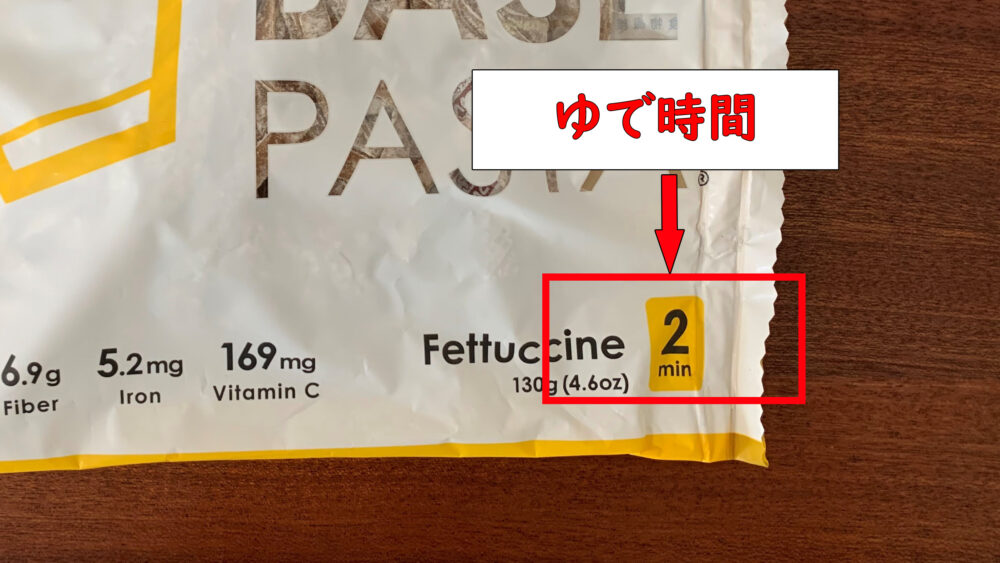 BASE
PASTA®
ゆで時間
6.9g
Fiber
5.2mg
Iron
169mg
Vitamin C
Fettuccine
130g (4.6oz)
2
min